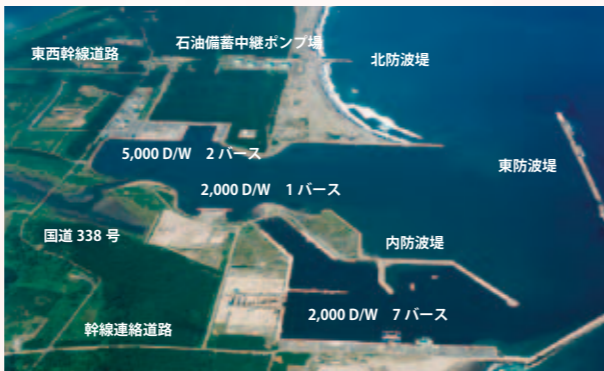 石油備蓄中継ポンプ場
東西幹線道路
北防波堤
5,000 D/W 2 バース
東防波堤
2,000 D/W 1 バース
国道 338 号
内防波堤
2,000 D/W 7 バース
幹線連絡道路